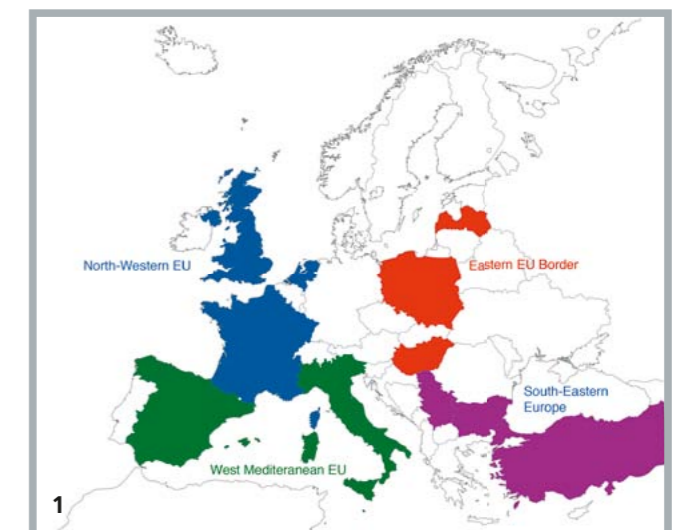 North-Western EU
Eastern EU Border
South-Eastern
Europe
West Mediteranean EU
1